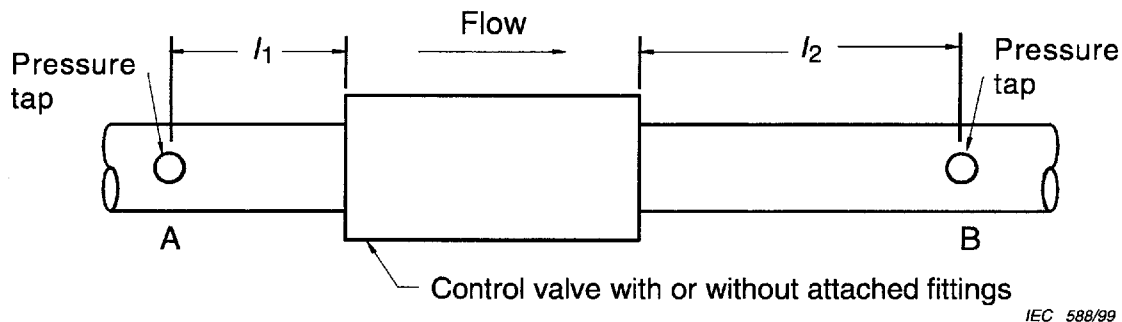 Flow
l1
l2
Pressure
tap
Pressure
tap
A
B
Control valve with or without attached fittings
IEC 588/99